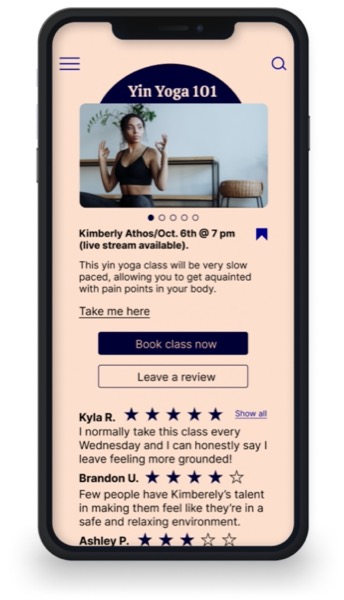 Yin Yoga 101
Kimberly Athos/Oct. 6th @ 7 pm
(live stream available).
This yin yoga class will be very slow
paced, allowing you to get aquainted
with pain points in your body.
Take me here
Book class now
Leave a review
Kyla R.
Show all
I normally take this class every
Wednesday and I can honestly say I
leave feeling more grounded!
Brandon U.
Few people have Kimberely's talent
in making them feel like they're in a
safe and relaxing environment.
Ashley P.